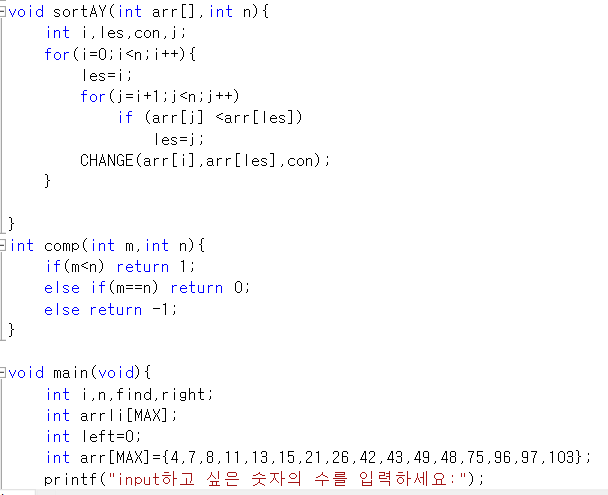 void sortAY(int arr[],int n){
int i,les,con,j;
for(i=0;i<n;i++){
les=i;
for(j=i+1;j<n;j++)
if (arr[j] <arr[les])
les=j;
CHANGE(arr[i],arr[les],con);
}
}
int comp(int m,int n){
if(m<n) return 1;
else if(m==n) return 0;
else return -1;
}
void main(void){
int i,n,find,right;
int arrli[MAX];
int left=0;
int arr[MAX]={4,7,8,11,13,15,21,26,42,43,49,48,75,96,97,103};
printf("input하고 싶은 숫자의 수를 입력하세요:");